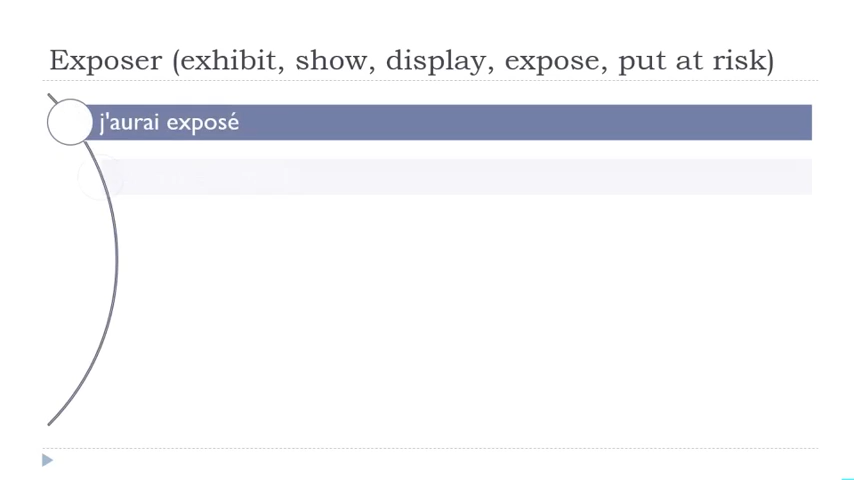 Exposer (exhibit, show, display, expose, put at risk)
j'aurai exposé